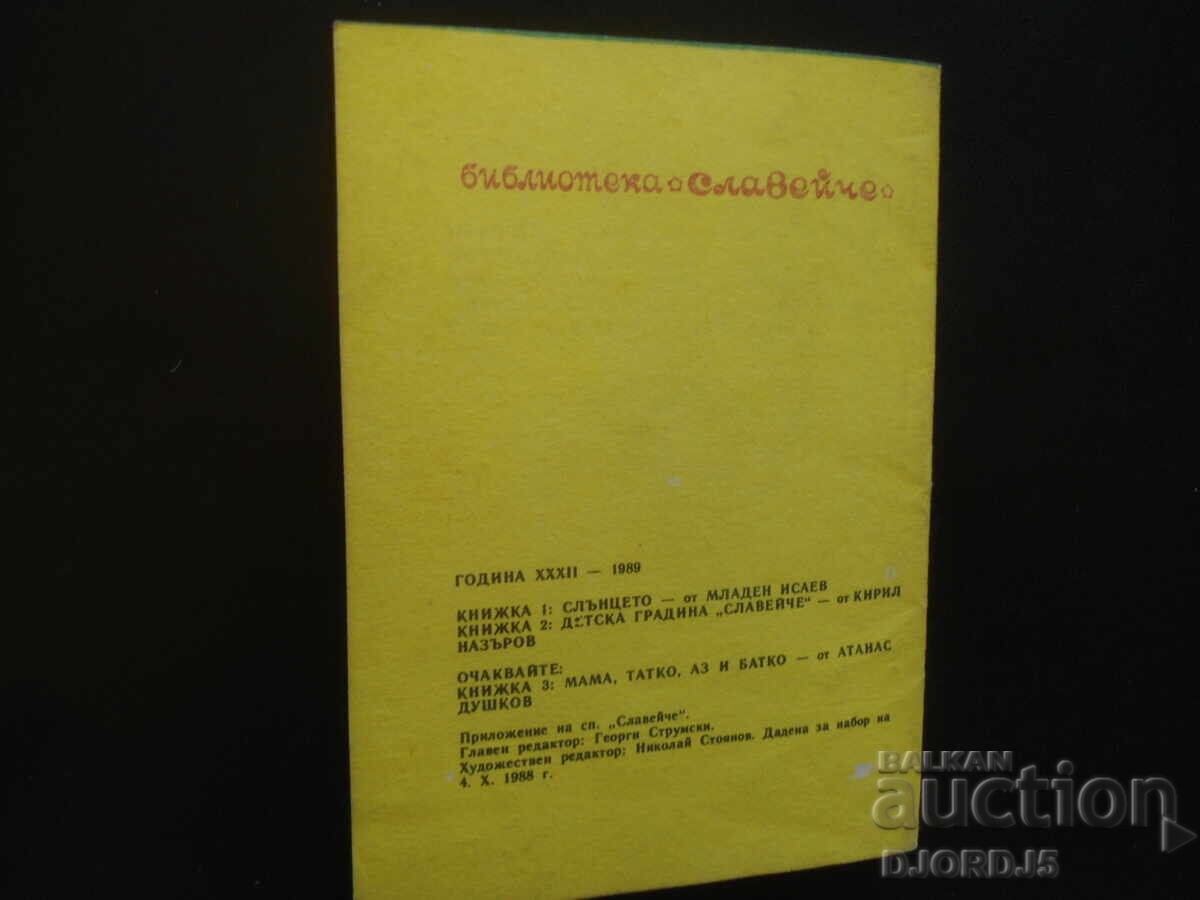 библиотека славейче
ГОДИНА XXXII — 1989
КНИЖКА 1: СЛЪНЦЕТО — от МЛАДЕН ИСАЕВ
КНИЖКА 2: ДЕТСКА ГРАДИНА „СЛАВЕЙЧЕ“ — от КИРИЛ
НАЗЪРОВ
ОЧАКВАЙТЕ:
КНИЖКА 3: МАМА, ТАТКО, АЗ И БАТКО — от АТАНАС
ДУШКОВ
Приложение на сп. „Славейче“.
Главен редактор: Георги Струмски.
Художествен редактор: Николай Стоянов. Дадена за набор на
4. X. 1988 г.
BALKAN
auction
DJORDJ5